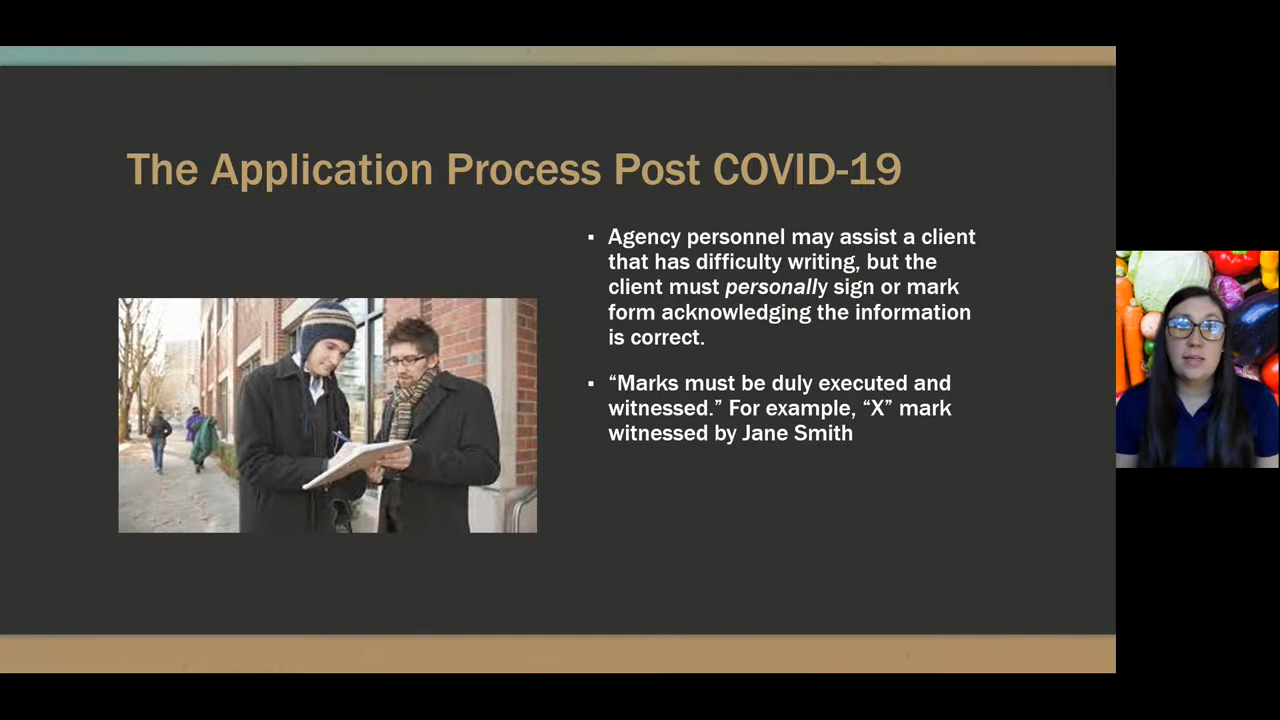 The Application Process Post COVID-19
▪ Agency personnel may assist a client
that has difficulty writing, but the
client must personally sign or mark
form acknowledging the information
is correct.
▪ “Marks must be duly executed and
witnessed.” For example, “X” mark
witnessed by Jane Smith